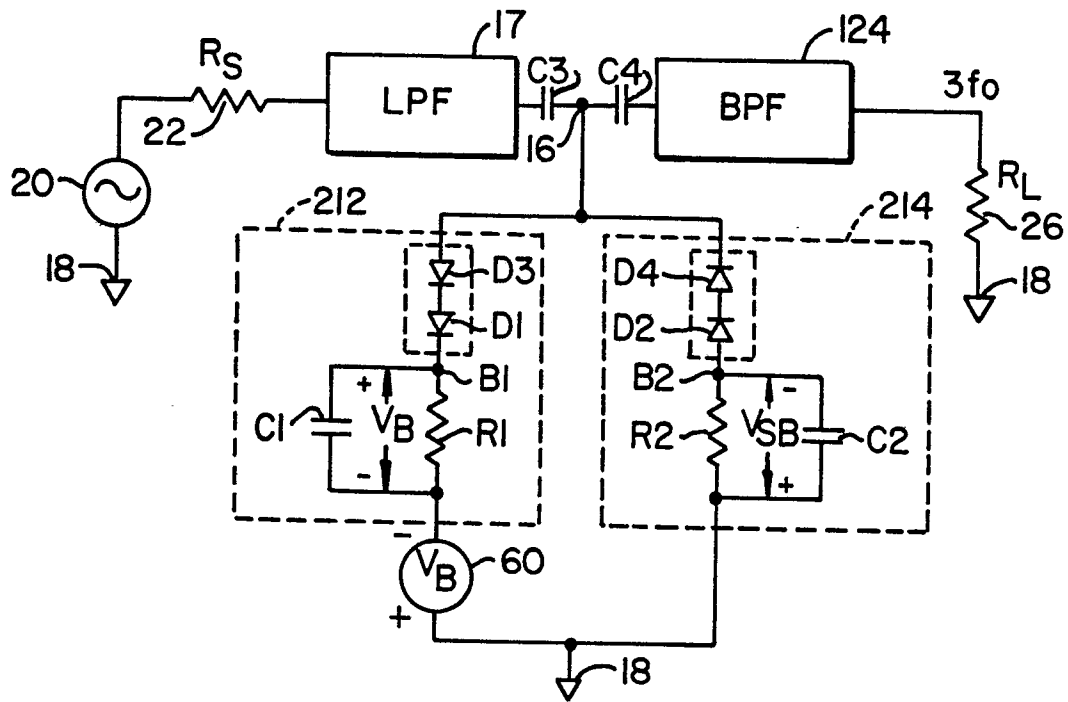 17
124
RS
LPF
C3
C4
BPF
3fo
22
16
20
RL
26
212
214
18
18
D3
D4
D1
D2
B1
B2
+
-
C1
VB
R1
R2
VSB
C2
-
+
-
VB
60
+
18